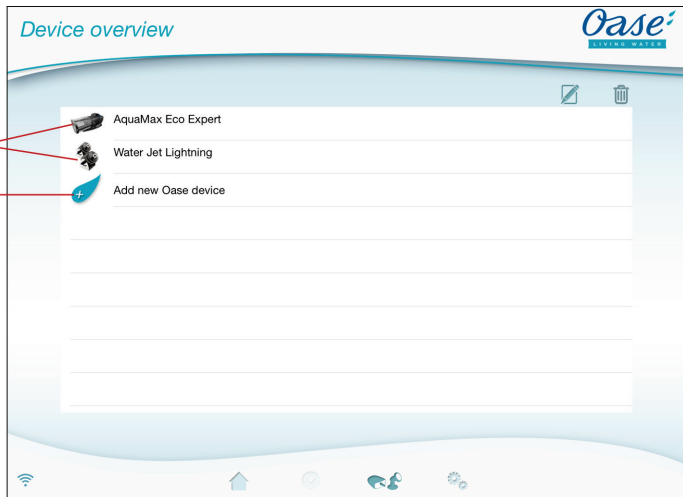 Device overview
Oase
LIVING WATER
AquaMax Eco Expert
Water Jet Lightning
Add new Oase device